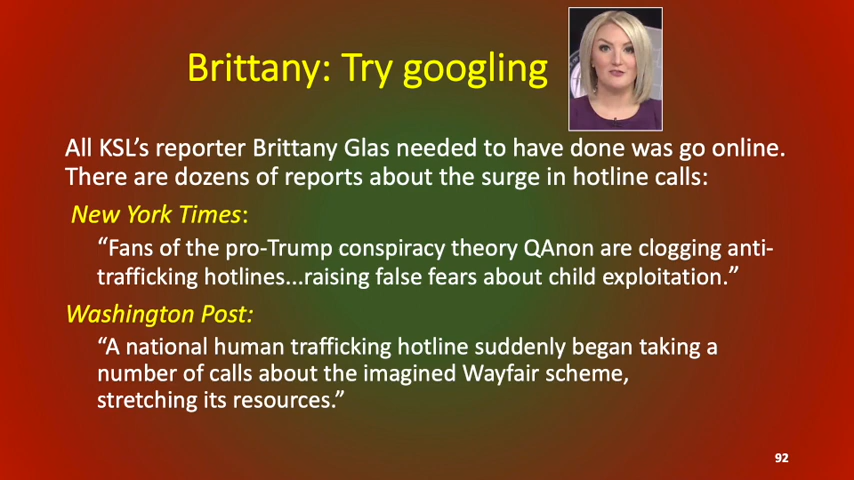 Brittany: Try googling
All KSL’s reporter Brittany Glas needed to have done was go online.
There are dozens of reports about the surge in hotline calls:
New York Times:
“Fans of the pro-Trump conspiracy theory QAnon are clogging anti-
trafficking hotlines...raising false fears about child exploitation.”
Washington Post:
“A national human trafficking hotline suddenly began taking a
number of calls about the imagined Wayfair scheme,
stretching its resources.”
92